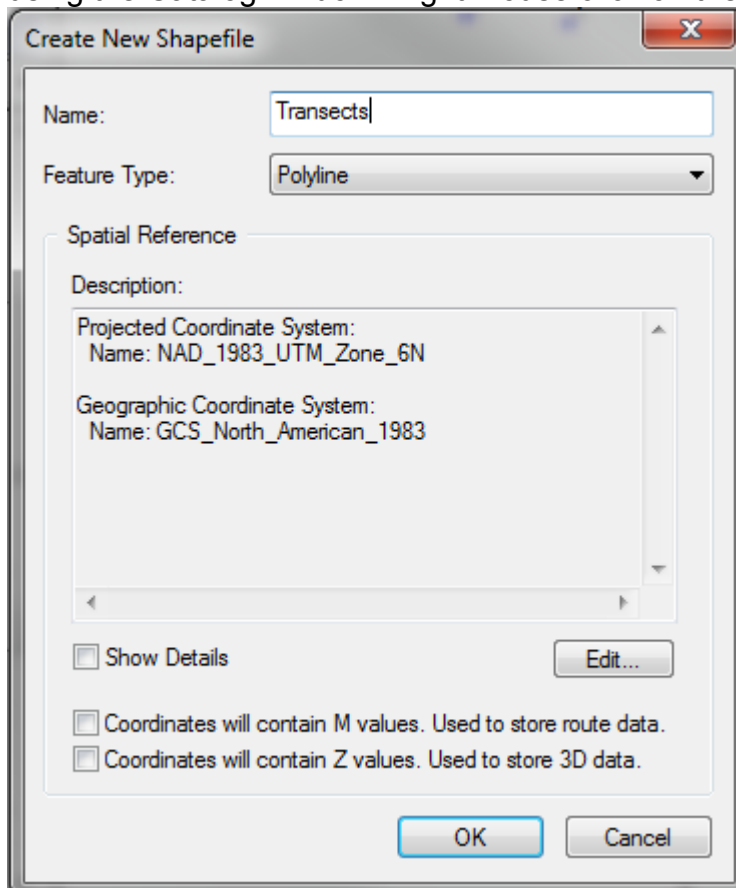 Create New Shapefile
Name:
Transects
Feature Type:
Polyline
Spatial Reference
Description:
Projected Coordinate System:
Name: NAD_1983_UTM_Zone_6N
Geographic Coordinate System:
Name: GCS_North_American_1983
Show Details
Edit...
Coordinates will contain M values. Used to store route data.
Coordinates will contain Z values. Used to store 3D data.
OK
Cancel